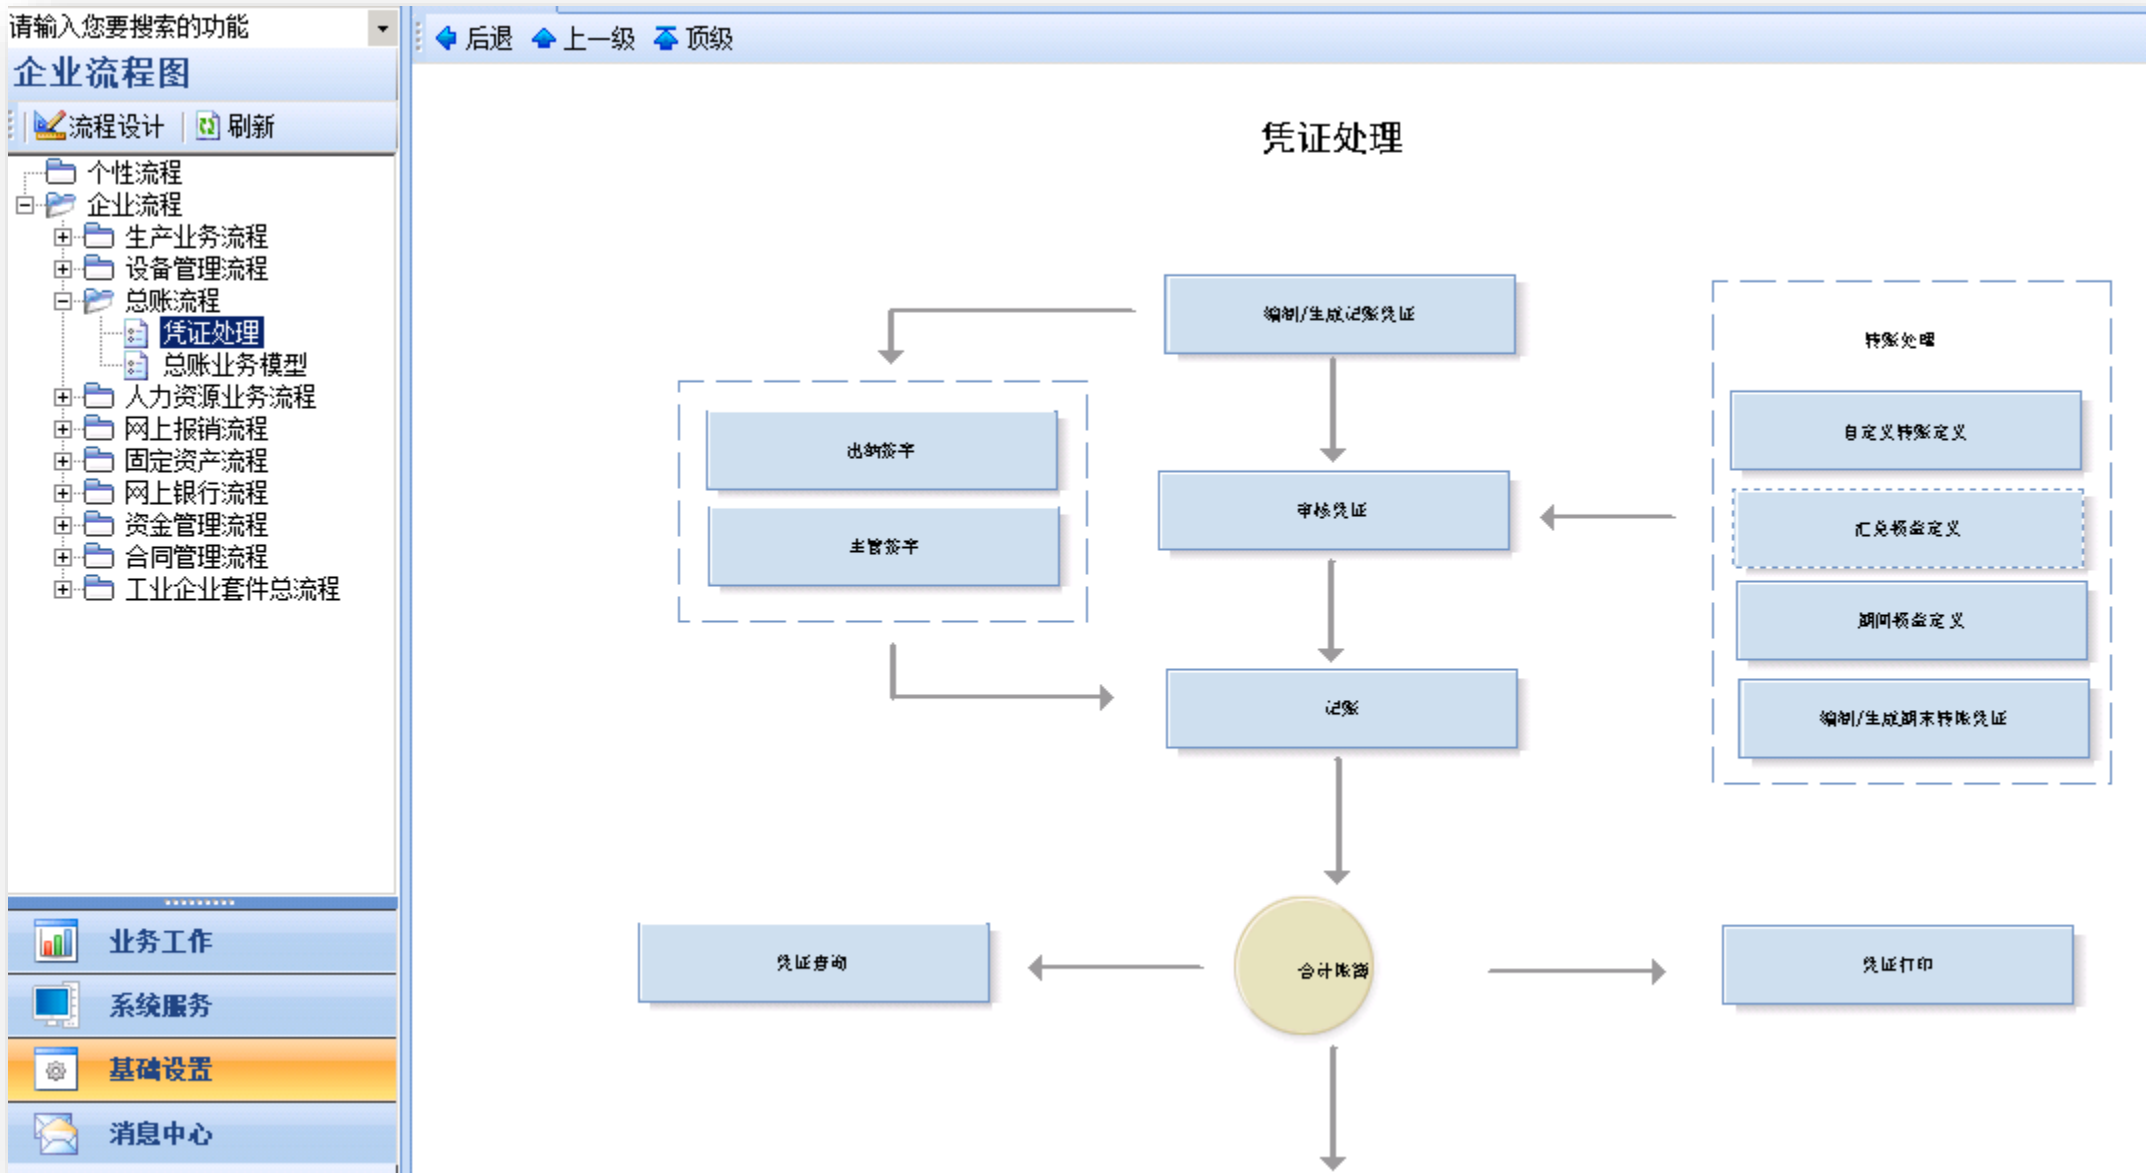 请输入您要搜索的功能
企业流程图
流程设计 刷新
个性流程
企业流程
生产业务流程
设备管理流程
总账流程
凭证处理
总账业务模型
人力资源业务流程
网上报销流程
固定资产流程
网上银行流程
资金管理流程
合同管理流程
工业企业套件总流程
业务工作
系统服务
基础设置
消息中心
后退 上一级 顶级
凭证处理
编制/生成记账凭证
转账处理
自定义转账定义
出纳签字
审核凭证
汇总损益定义
主管签字
期间损益定义
记账
编制/生成期末转账凭证
凭证查询
会计账簿
凭证打印